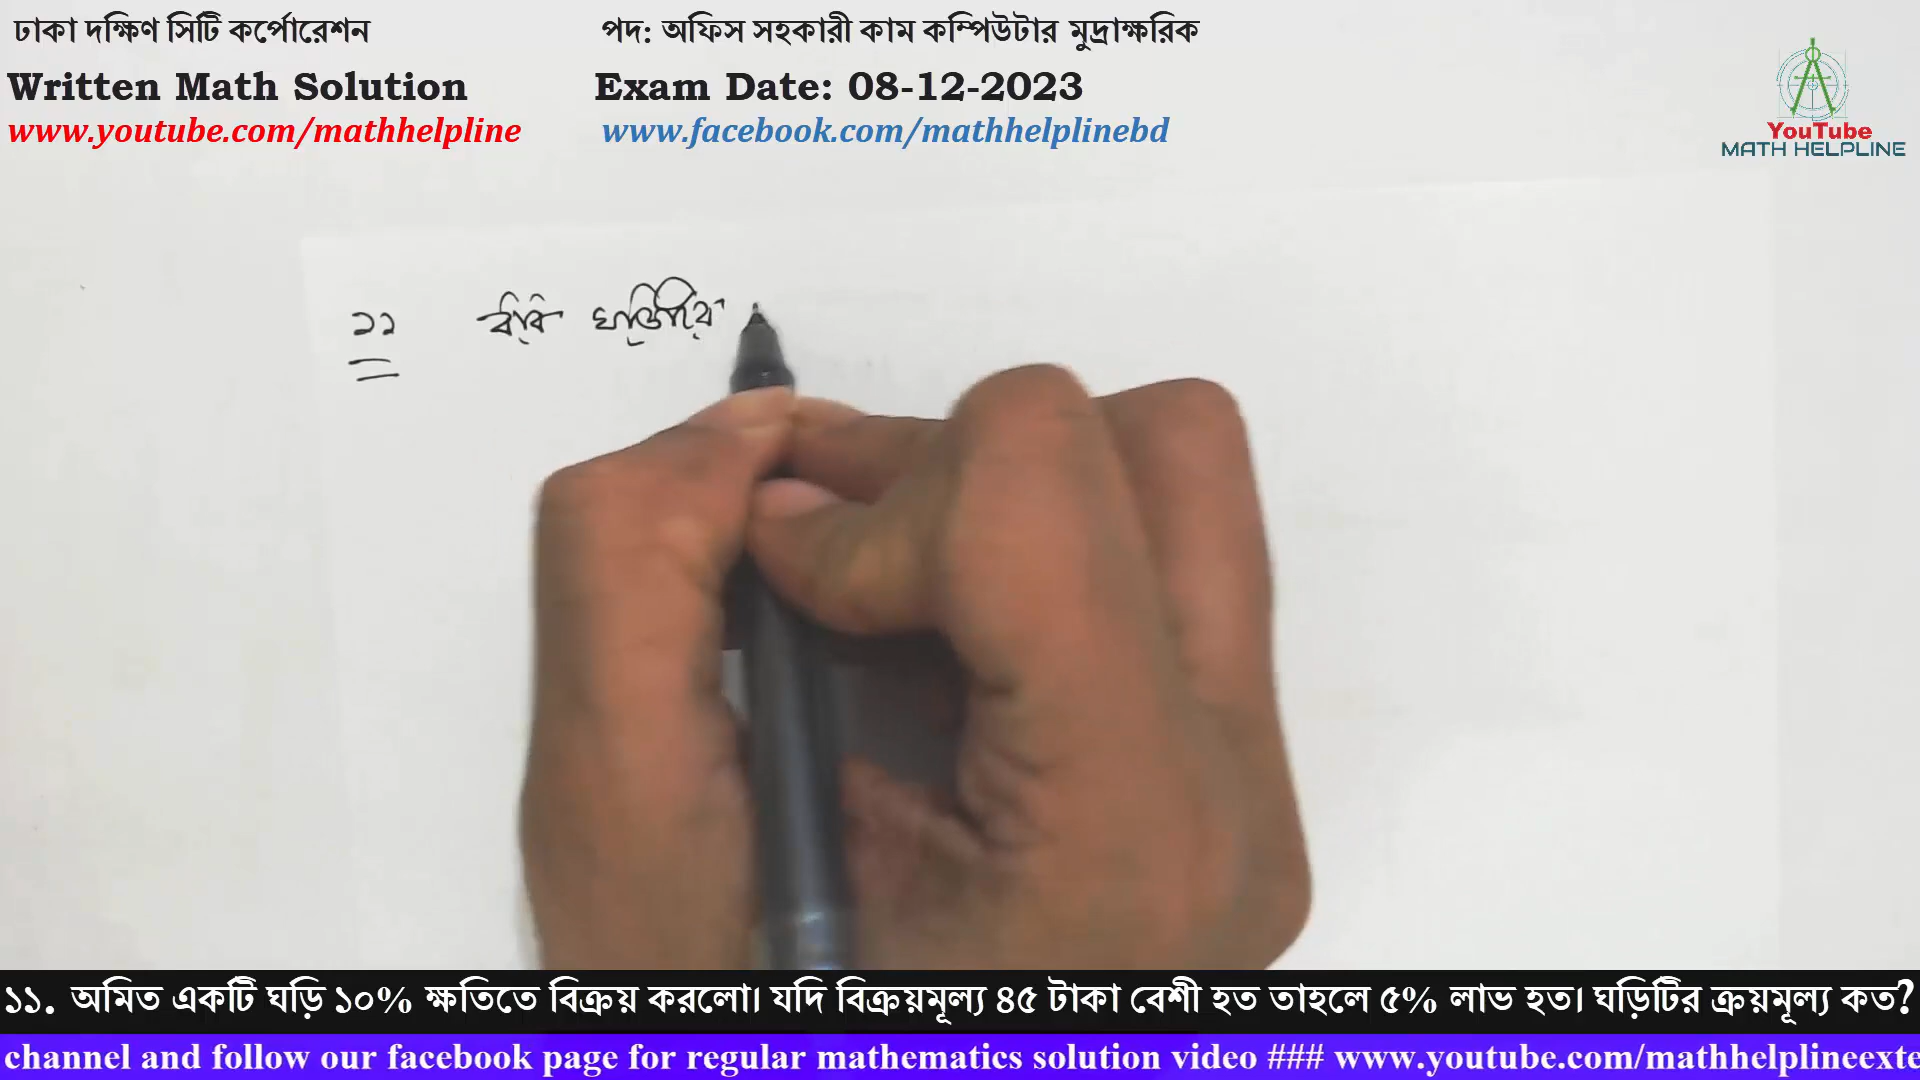 ঢাকা দক্ষিণ সিটি কর্পোরেশন
পদ: অফিস সহকারী কাম কম্পিউটার মুদ্রাক্ষরিক
Written Math Solution
Exam Date: 08-12-2023
www.youtube.com/mathhelpline
www.facebook.com/mathhelplinebd
YouTube
MATH HELPLINE
১১ ধরি ঘড়িটির
১১. অমিত একটি ঘড়ি ১০% ক্ষতিতে বিক্রয় করলো। যদি বিক্রয়মূল্য ৪৫ টাকা বেশী হত তাহলে ৫% লাভ হত। ঘড়িটির ক্রয়মূল্য কত?
channel and follow our facebook page for regular mathematics solution video ### www.youtube.com/mathhelplineexte